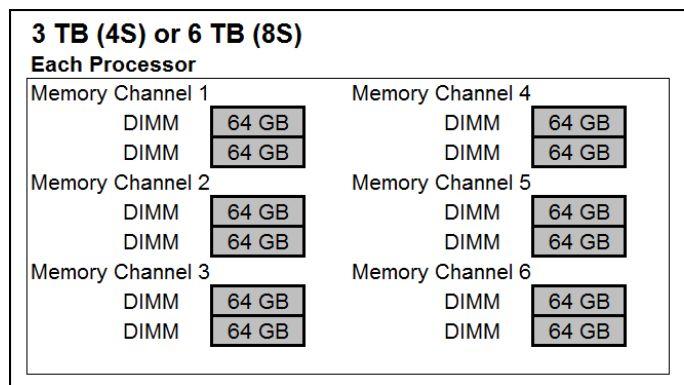 3 TB (4S) or 6 TB (8S)
Each Processor
Memory Channel 1
DIMM 64 GB
DIMM 64 GB
Memory Channel 2
DIMM 64 GB
DIMM 64 GB
Memory Channel 3
DIMM 64 GB
DIMM 64 GB
Memory Channel 4
DIMM 64 GB
DIMM 64 GB
Memory Channel 5
DIMM 64 GB
DIMM 64 GB
Memory Channel 6
DIMM 64 GB
DIMM 64 GB